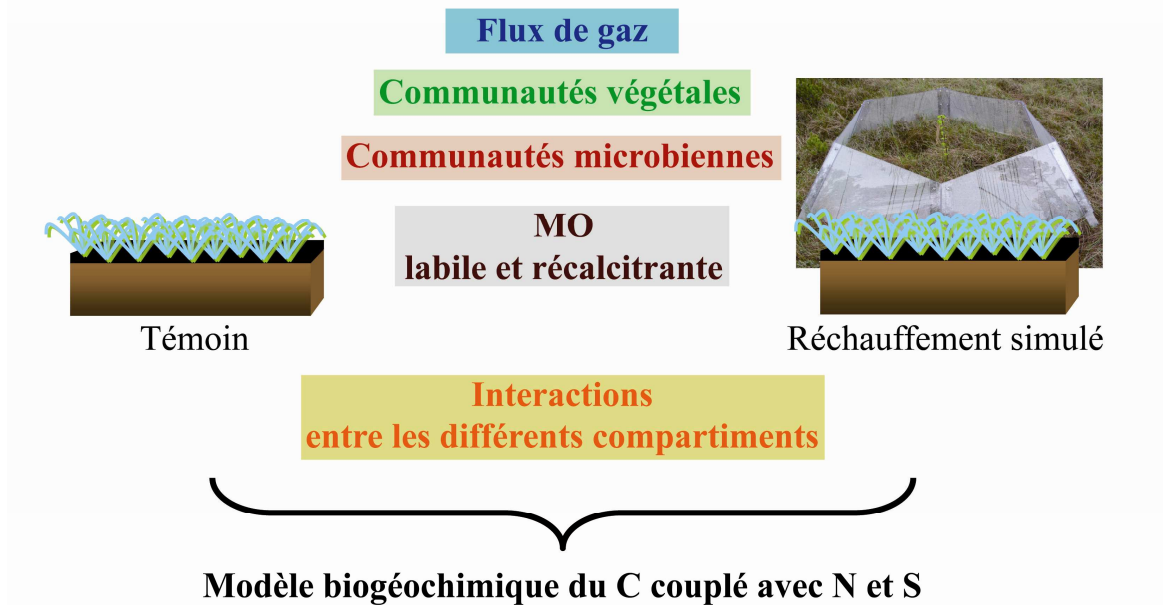 Flux de gaz
Communautés végétales
Communautés microbiennes
MO
labile et récalcitrante
Témoin
Réchauffement simulé
Interactions
entre les différents compartiments
Modèle biogéochimique du C couplé avec N et S